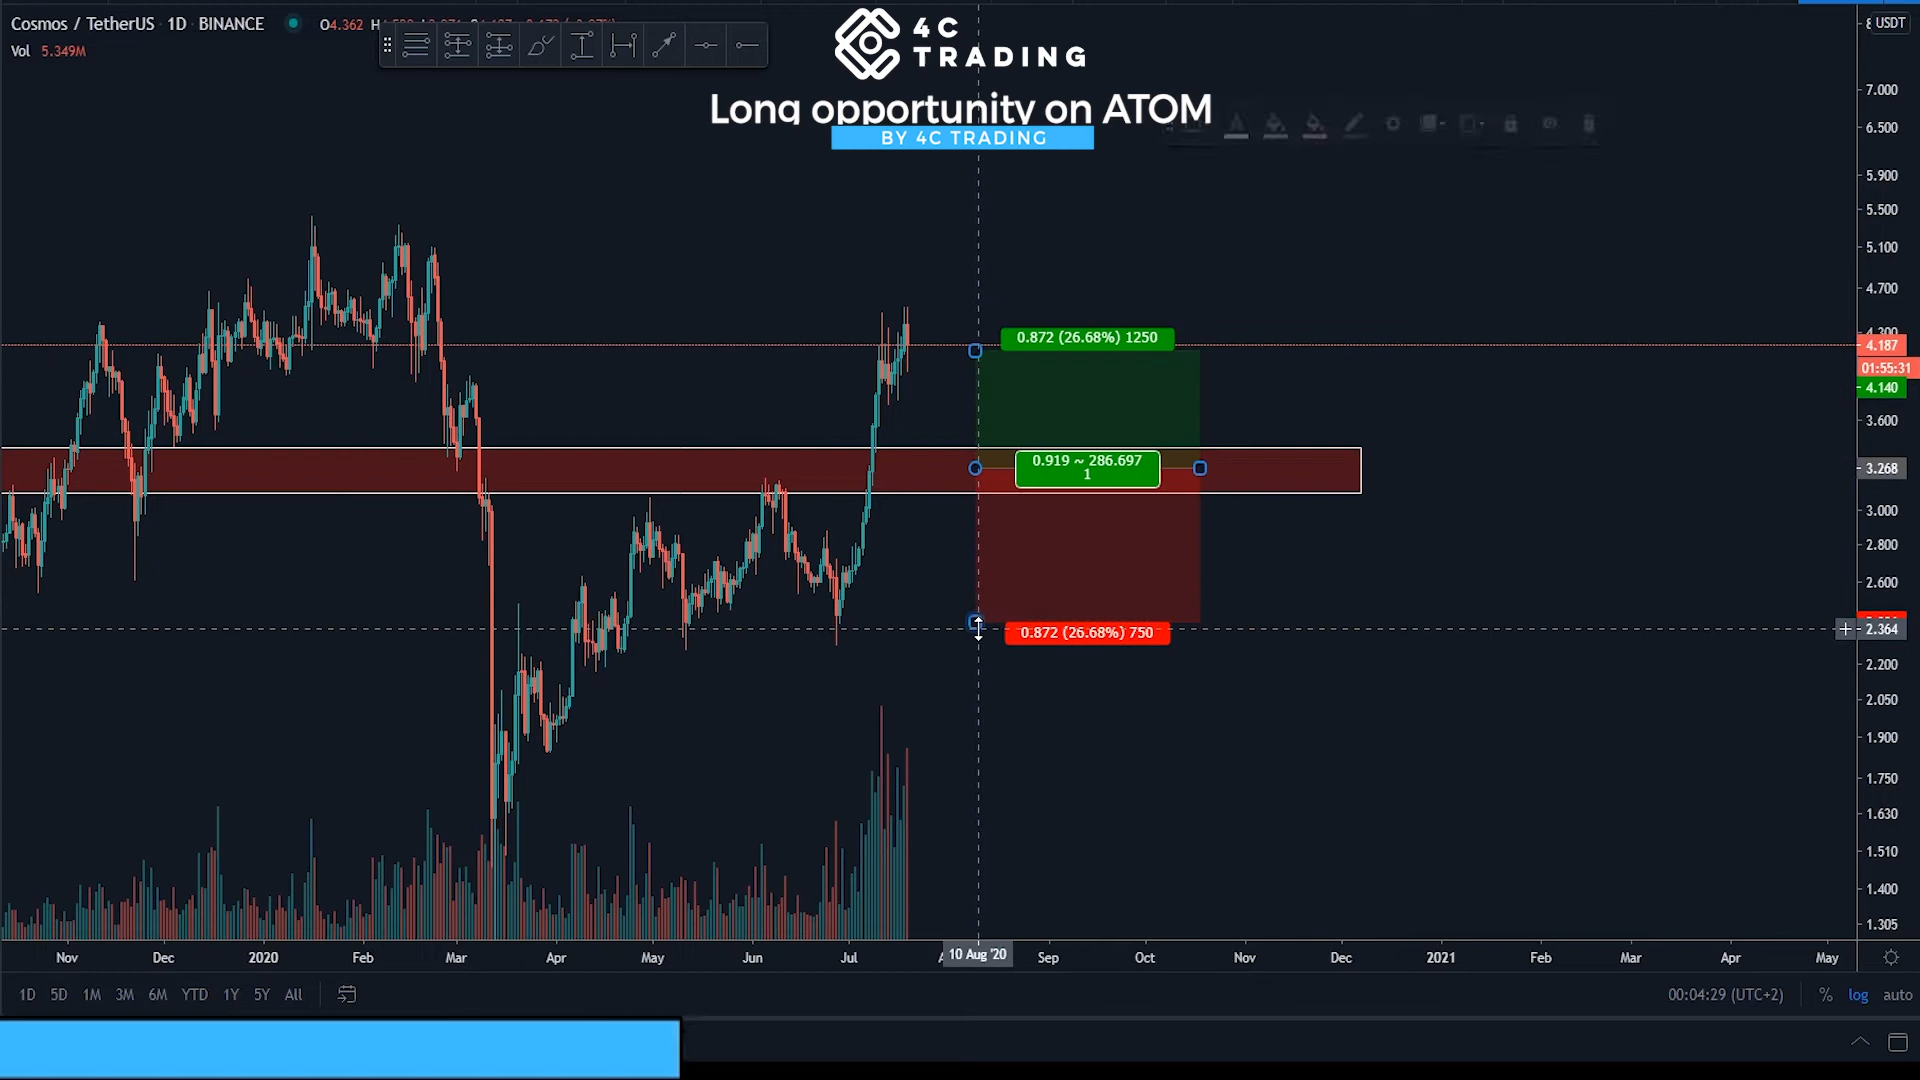 Cosmos / TetherUS · 1D · BINANCE
O4.362
Vol 5.349M
4C
TRADING
Long opportunity on ATOM
BY 4C TRADING
USDT
7.000
6.500
5.900
5.500
5.100
4.700
4.300
4.187
01:55:31
4.140
3.600
3.268
3.000
2.800
2.600
2.364
2.200
2.050
1.900
1.750
1.630
1.510
1.400
1.305
0.872 (26.68%) 1250
0.919 ~ 286.697
1
0.872 (26.68%) 750
Nov Dec 2020 Feb Mar Apr May Jun Jul 10 Aug '20 Sep Oct Nov Dec 2021 Feb Mar Apr May
1D 5D 1M 3M 6M YTD 1Y 5Y All
00:04:29 (UTC+2) % log auto